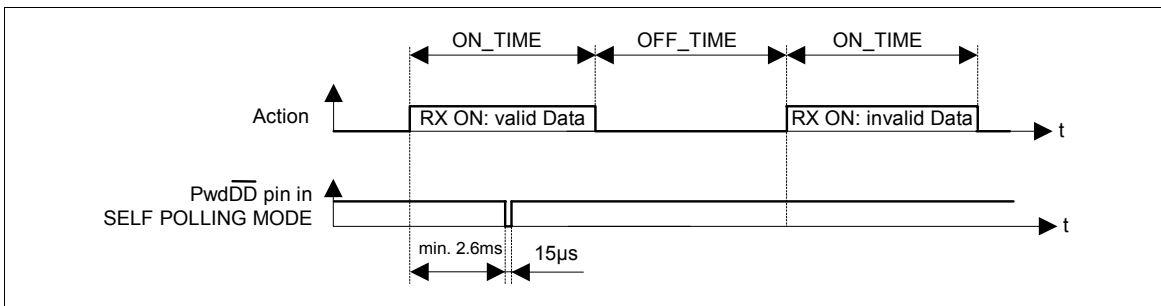 ON_TIME OFF_TIME ON_TIME
Action
RX ON: valid Data
RX ON: invalid Data
t
PwdD̅D̅ pin in
SELF POLLING MODE
t
min. 2.6ms
15µs